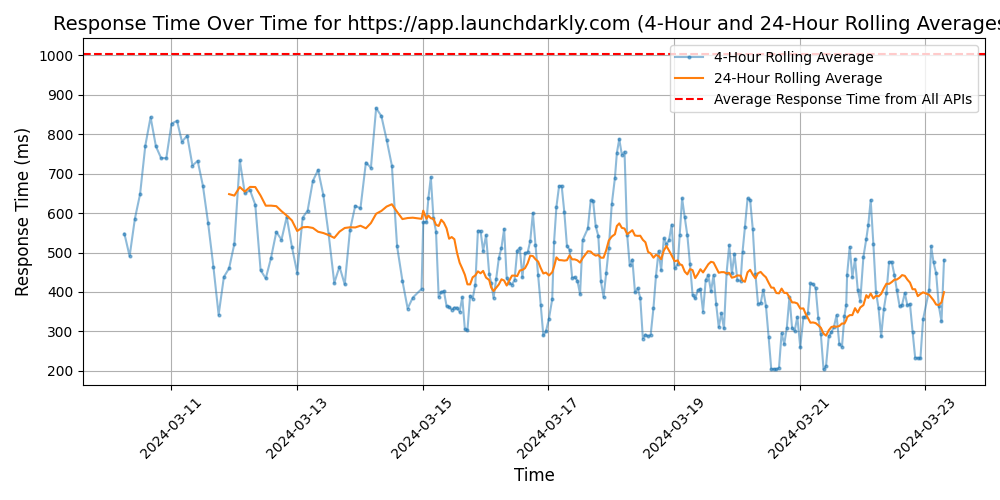 Response Time Over Time for https://app.launchdarkly.com (4-Hour and 24-Hour Rolling Averages
Response Time (ms)
1000
900
800
700
600
500
400
300
200
4-Hour Rolling Average
24-Hour Rolling Average
Average Response Time from All APIs
2024-03-11
2024-03-13
2024-03-15
2024-03-17
2024-03-19
2024-03-21
2024-03-23
Time